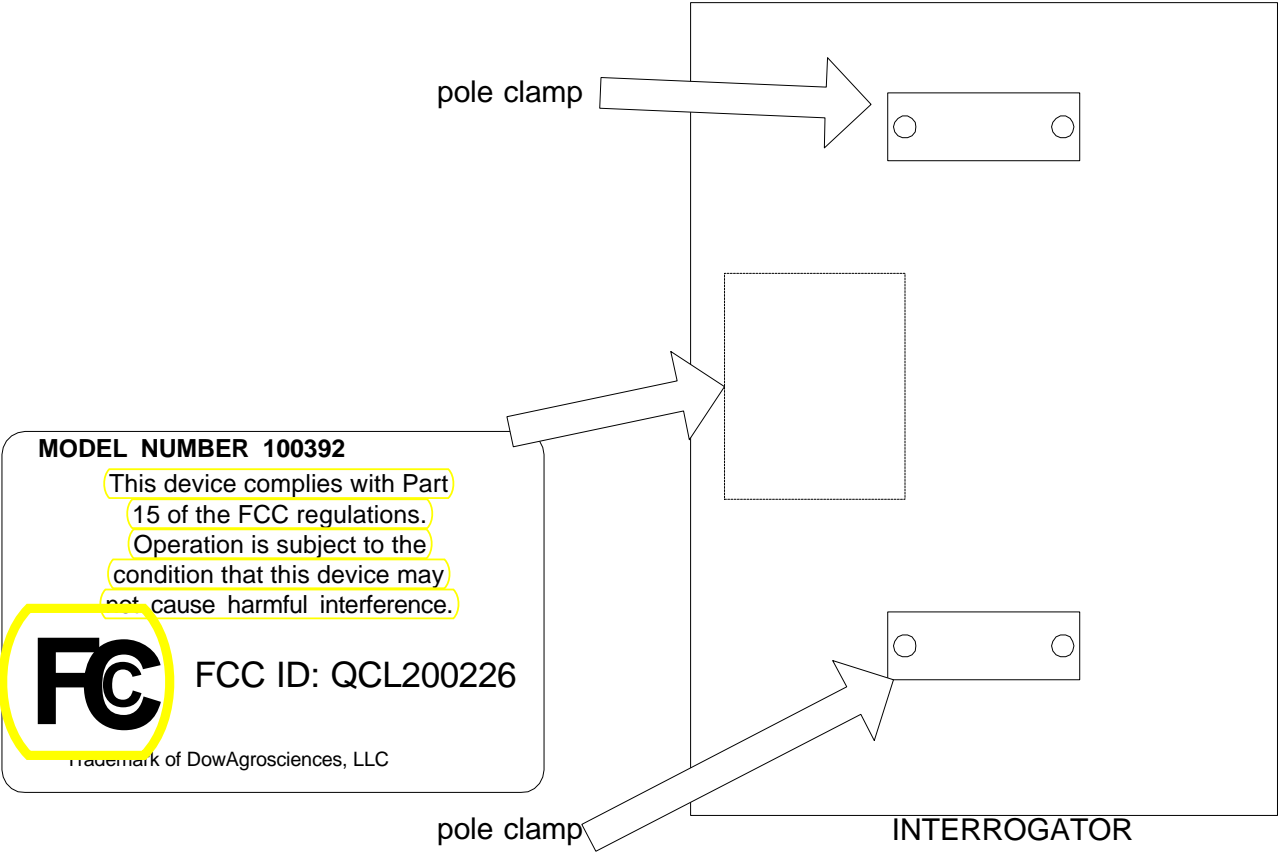 pole clamp
MODEL NUMBER 100392
This device complies with Part
15 of the FCC regulations.
Operation is subject to the
condition that this device may
not cause harmful interference.
FC
FCC ID: QCL200226
Trademark of DowAgrosciences, LLC
pole clamp
INTERROGATOR